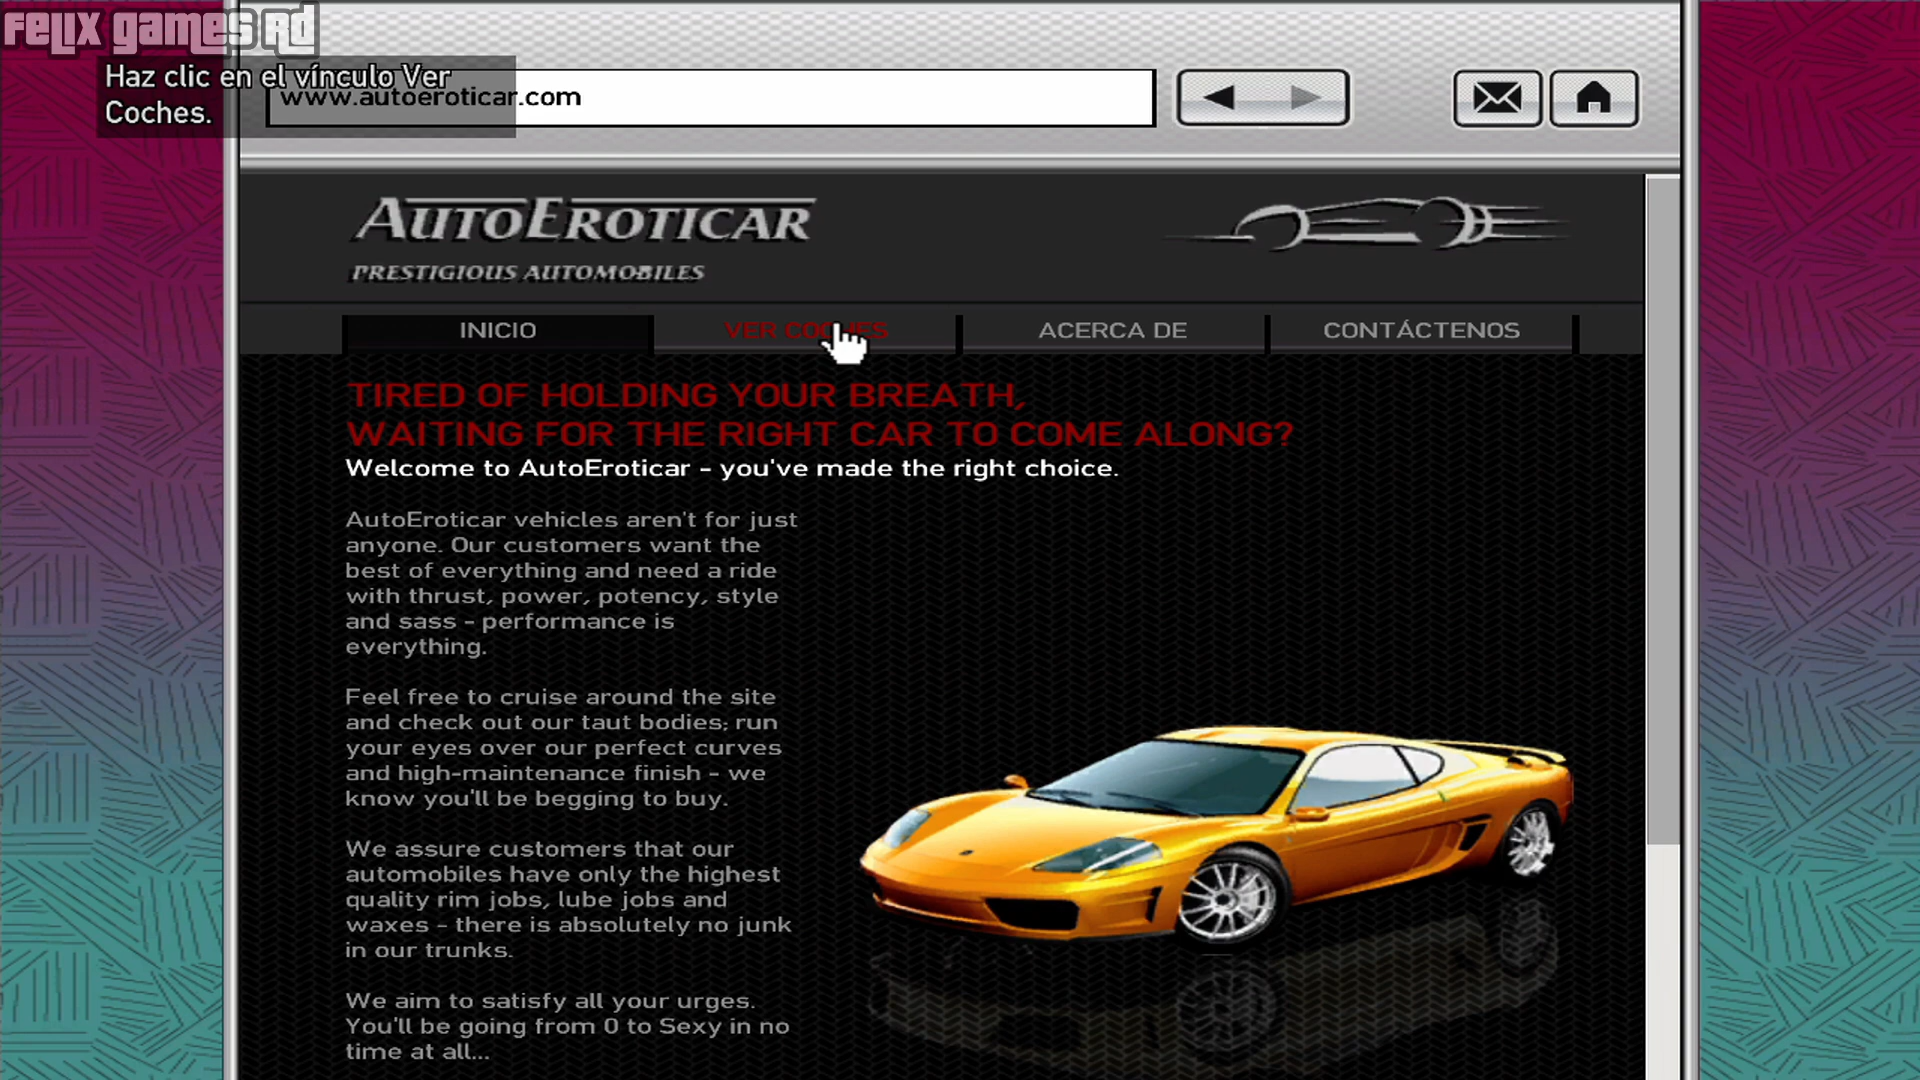 FELIX GAMES RD
Haz clic en el vínculo Ver
Coches.
www.autoeroticar.com
AUTOEROTICAR
PRESTIGIOUS AUTOMOBILES
INICIO
VER COCHES
ACERCA DE
CONTÁCTENOS
TIRED OF HOLDING YOUR BREATH,
WAITING FOR THE RIGHT CAR TO COME ALONG?
Welcome to AutoEroticar - you've made the right choice.
AutoEroticar vehicles aren't for just
anyone. Our customers want the
best of everything and need a ride
with thrust, power, potency, style
and sass - performance is
everything.
Feel free to cruise around the site
and check out our taut bodies; run
your eyes over our perfect curves
and high-maintenance finish - we
know you'll be begging to buy.
We assure customers that our
automobiles have only the highest
quality rim jobs, lube jobs and
waxes - there is absolutely no junk
in our trunks.
We aim to satisfy all your urges.
You'll be going from 0 to Sexy in no
time at all...